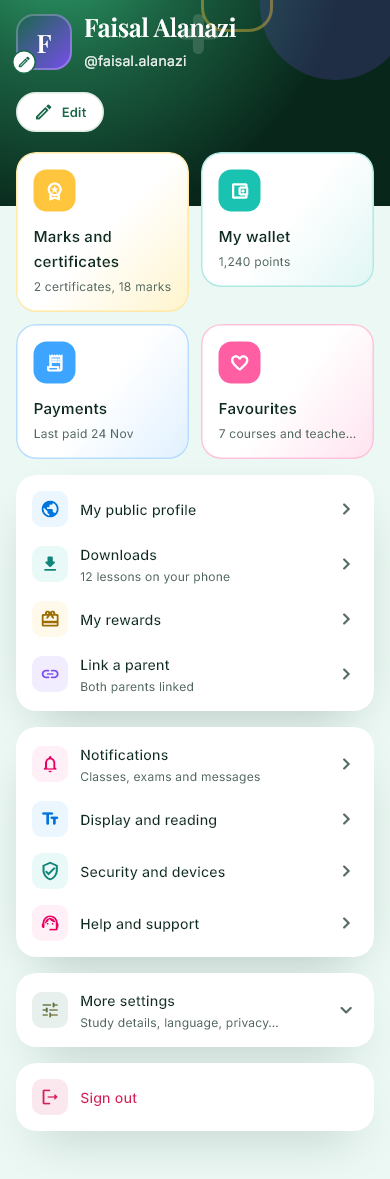 F
Faisal Alanazi
@faisal.alanazi
Edit
Marks and
certificates
2 certificates, 18 marks
My wallet
1,240 points
Payments
Last paid 24 Nov
Favourites
7 courses and teache...
My public profile
Downloads
12 lessons on your phone
My rewards
Link a parent
Both parents linked
Notifications
Classes, exams and messages
Display and reading
Security and devices
Help and support
More settings
Study details, language, privacy...
Sign out